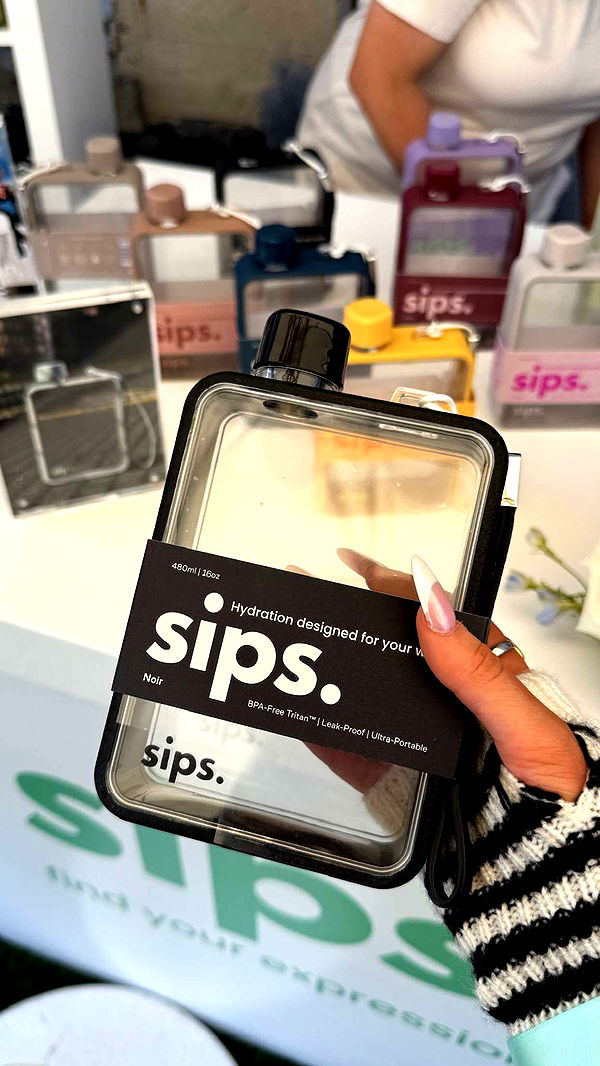 sips.
sips.
sips.
480ml | 16oz
Hydration designed for your
sips.
Noir
BPA-Free Tritan™ | Leak-Proof | Ultra-Portable
sips.
sips
find your expression